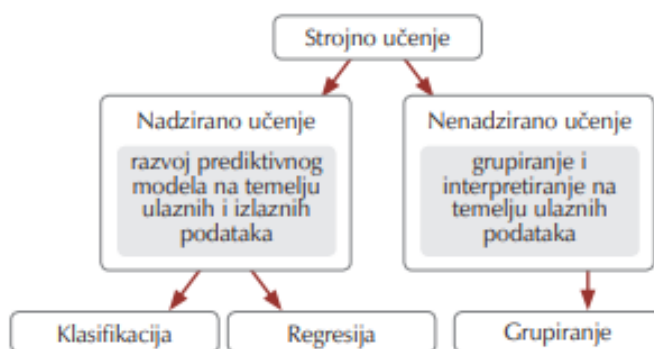 Strojno učenje
Nadzirano učenje
razvoj prediktivnog
modela na temelju
ulaznih i izlaznih
podataka
Nenadzirano učenje
grupiranje i
interpretiranje na
temelju ulaznih
podataka
Klasifikacija
Regresija
Grupiranje